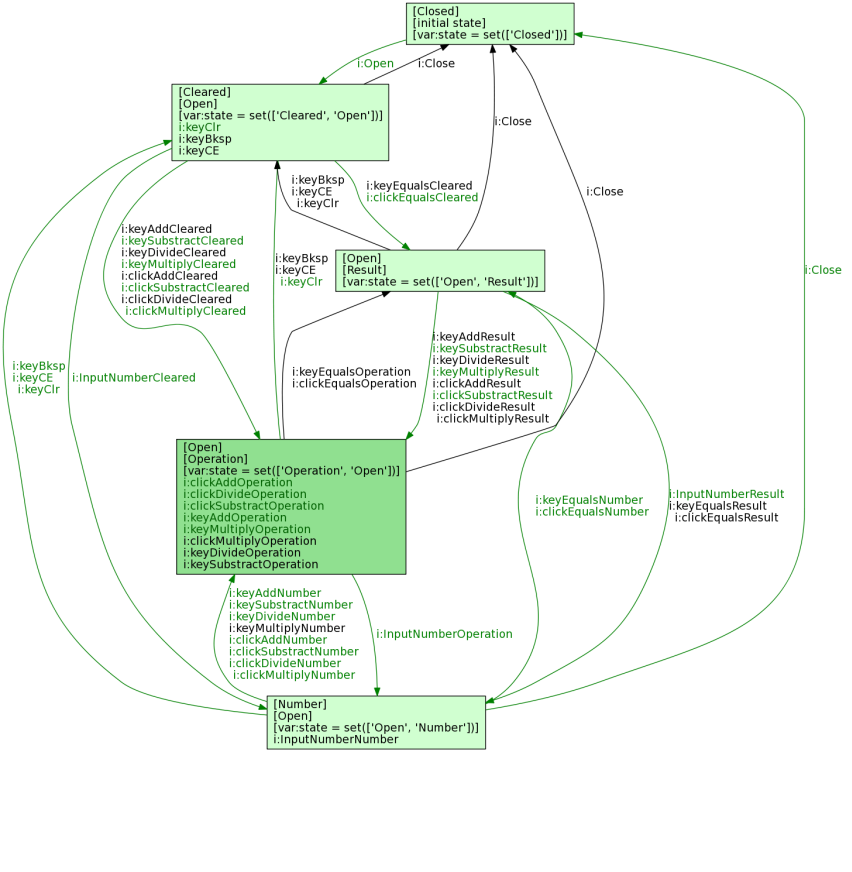 [Closed]
[initial state]
[var:state = set(['Closed'])]
i:Open
i:Close
[Cleared]
[Open]
[var:state = set(['Cleared', 'Open'])]
i:keyClr
i:keyBksp
i:keyCE
i:Close
i:keyBksp
i:keyCE
i:keyClr
i:keyEqualsCleared
i:clickEqualsCleared
i:Close
i:keyAddCleared
i:keySubstractCleared
i:keyDivideCleared
i:keyMultiplyCleared
i:clickAddCleared
i:clickSubstractCleared
i:clickDivideCleared
i:clickMultiplyCleared
i:keyBksp
i:keyCE
i:keyClr
[Open]
[Result]
[var:state = set(['Open', 'Result'])]
i:Close
i:keyBksp
i:keyCE
i:keyClr
i:InputNumberCleared
i:keyEqualsOperation
i:clickEqualsOperation
i:keyAddResult
i:keySubstractResult
i:keyDivideResult
i:keyMultiplyResult
i:clickAddResult
i:clickSubstractResult
i:clickDivideResult
i:clickMultiplyResult
[Open]
[Operation]
[var:state = set(['Operation', 'Open'])]
i:clickAddOperation
i:clickDivideOperation
i:clickSubstractOperation
i:keyAddOperation
i:keyMultiplyOperation
i:clickMultiplyOperation
i:keyDivideOperation
i:keySubstractOperation
i:keyEqualsNumber
i:clickEqualsNumber
i:InputNumberResult
i:keyEqualsResult
i:clickEqualsResult
i:keyAddNumber
i:keySubstractNumber
i:keyDivideNumber
i:keyMultiplyNumber
i:clickAddNumber
i:clickSubstractNumber
i:clickDivideNumber
i:clickMultiplyNumber
i:InputNumberOperation
[Number]
[Open]
[var:state = set(['Open', 'Number'])]
i:InputNumberNumber